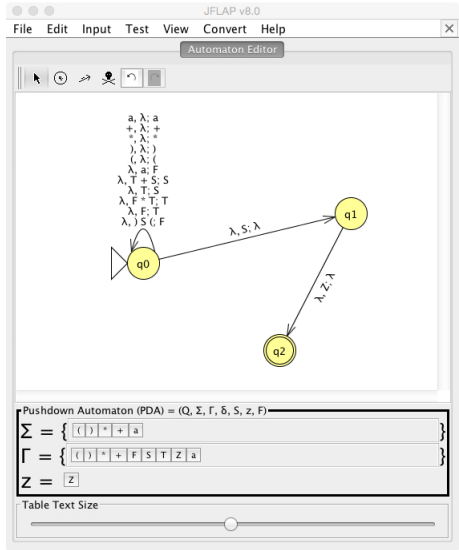 JFLAP v8.0
File Edit Input Test View Convert Help ×
Automaton Editor
a, λ; a
+, λ; +
*, λ; *
), λ; )
(, λ; (
λ, a; F
λ, T + S; S
λ, T; S
λ, F * T; T
λ, F; T
λ, ) S (; F
q0
λ, S; λ
q1
λ, Z; λ
q2
Pushdown Automaton (PDA) = (Q, Σ, Γ, δ, S, z, F)
Σ = { ( ) * + a }
Γ = { ( ) * + F S T Z a }
z = Z
Table Text Size